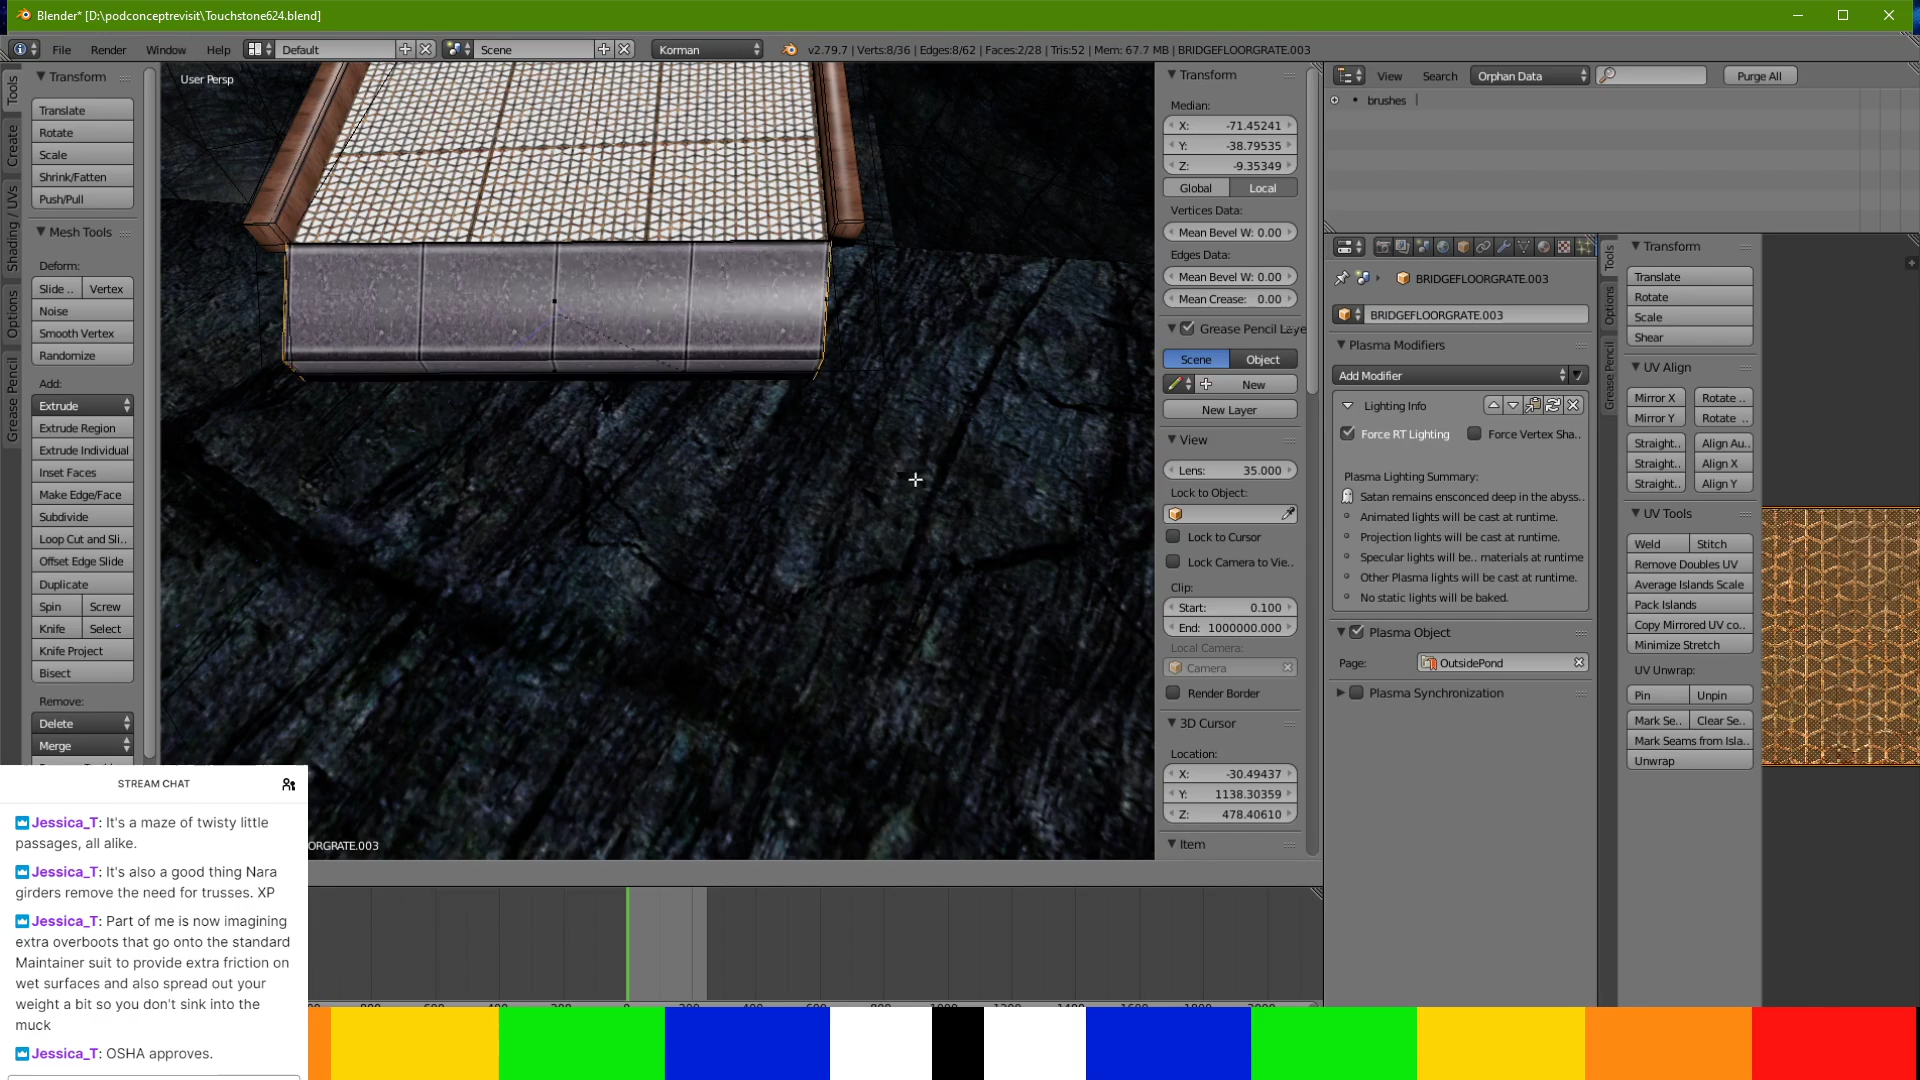 Blender* [D:\podconceptrevisit\Touchstone624.blend]
File Render Window Help Default Scene Korman v2.79.7 | Verts:8/36 | Edges:8/62 | Faces:2/28 | Tris:52 | Mem: 67.7 MB | BRIDGEFLOORGRATE.003
Tools
Create
Shading / UVs
Options
Grease Pencil
Transform
Translate
Rotate
Scale
Shrink/Fatten
Push/Pull
Mesh Tools
Deform:
Slide .. Vertex
Noise
Smooth Vertex
Randomize
Add:
Extrude
Extrude Region
Extrude Individual
Inset Faces
Make Edge/Face
Subdivide
Loop Cut and Sli..
Offset Edge Slide
Duplicate
Spin Screw
Knife Select
Knife Project
Bisect
Remove:
Delete
Merge
User Persp
ORGRATE.003
Transform
Median:
X: -71.45241
Y: -38.79535
Z: -9.35349
Global Local
Vertices Data:
Mean Bevel W: 0.00
Edges Data:
Mean Bevel W: 0.00
Mean Crease: 0.00
Grease Pencil Laye
Scene Object
New
New Layer
View
Lens: 35.000
Lock to Object:
Lock to Cursor
Lock Camera to Vie..
Clip:
Start: 0.100
End: 1000000.000
Local Camera:
Camera
Render Border
3D Cursor
Location:
X: -30.49437
Y: 1138.30359
Z: 478.40610
Item
View Search Orphan Data Purge All
brushes
BRIDGEFLOORGRATE.003
BRIDGEFLOORGRATE.003
Plasma Modifiers
Add Modifier
Lighting Info
Force RT Lighting Force Vertex Sha..
Plasma Lighting Summary:
Satan remains ensconced deep in the abyss..
Animated lights will be cast at runtime.
Projection lights will be cast at runtime.
Specular lights will be.. materials at runtime
Other Plasma lights will be cast at runtime.
No static lights will be baked.
Plasma Object
Page: OutsidePond
Plasma Synchronization
Tools
Options
Grease Pencil
Transform
Translate
Rotate
Scale
Shear
UV Align
Mirror X Rotate ..
Mirror Y Rotate ..
Straight.. Align Au..
Straight.. Align X
Straight.. Align Y
UV Tools
Weld Stitch
Remove Doubles UV
Average Islands Scale
Pack Islands
Copy Mirrored UV co..
Minimize Stretch
UV Unwrap:
Pin Unpin
Mark Se.. Clear Se..
Mark Seams from Isla..
Unwrap
STREAM CHAT
Jessica_T: It's a maze of twisty little
passages, all alike.
Jessica_T: It's also a good thing Nara
girders remove the need for trusses. XP
Jessica_T: Part of me is now imagining
extra overboots that go onto the standard
Maintainer suit to provide extra friction on
wet surfaces and also spread out your
weight a bit so you don't sink into the
muck
Jessica_T: OSHA approves.